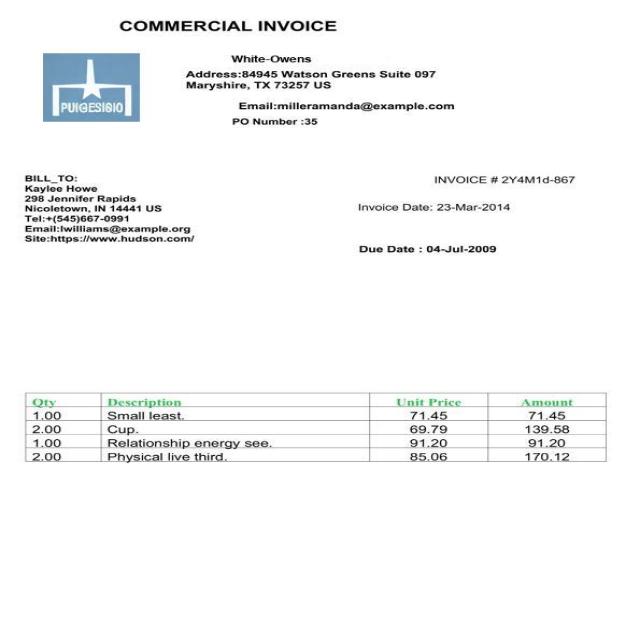 COMMERCIAL INVOICE
PUIGESIGIO
White-Owens
Address:84945 Watson Greens Suite 097
Maryshire, TX 73257 US
Email:milleramanda@example.com
PO Number :35
BILL_TO:
Kaylee Howe
298 Jennifer Rapids
Nicoletown, IN 14441 US
Tel:+(545)667-0991
Email:lwilliams@example.org
Site:https://www.hudson.com/
INVOICE # 2Y4M1d-867
Invoice Date: 23-Mar-2014
Due Date : 04-Jul-2009
Qty Description Unit Price Amount
1.00 Small least. 71.45 71.45
2.00 Cup. 69.79 139.58
1.00 Relationship energy see. 91.20 91.20
2.00 Physical live third. 85.06 170.12